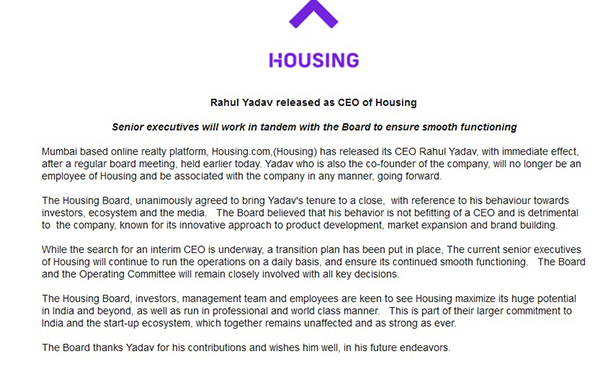 HOUSING
Rahul Yadav released as CEO of Housing
Senior executives will work in tandem with the Board to ensure smooth functioning
Mumbai based online realty platform, Housing.com,(Housing) has released its CEO Rahul Yadav, with immediate effect,
after a regular board meeting, held earlier today. Yadav who is also the co-founder of the company, will no longer be an
employee of Housing and be associated with the company in any manner, going forward.
The Housing Board, unanimously agreed to bring Yadav's tenure to a close, with reference to his behaviour towards
investors, ecosystem and the media. The Board believed that his behavior is not befitting of a CEO and is detrimental
to the company, known for its innovative approach to product development, market expansion and brand building.
While the search for an interim CEO is underway, a transition plan has been put in place, The current senior executives
of Housing will continue to run the operations on a daily basis, and ensure its continued smooth functioning. The Board
and the Operating Committee will remain closely involved with all key decisions.
The Housing Board, investors, management team and employees are keen to see Housing maximize its huge potential
in India and beyond, as well as run in professional and world class manner. This is part of their larger commitment to
India and the start-up ecosystem, which together remains unaffected and as strong as ever.
The Board thanks Yadav for his contributions and wishes him well, in his future endeavors.